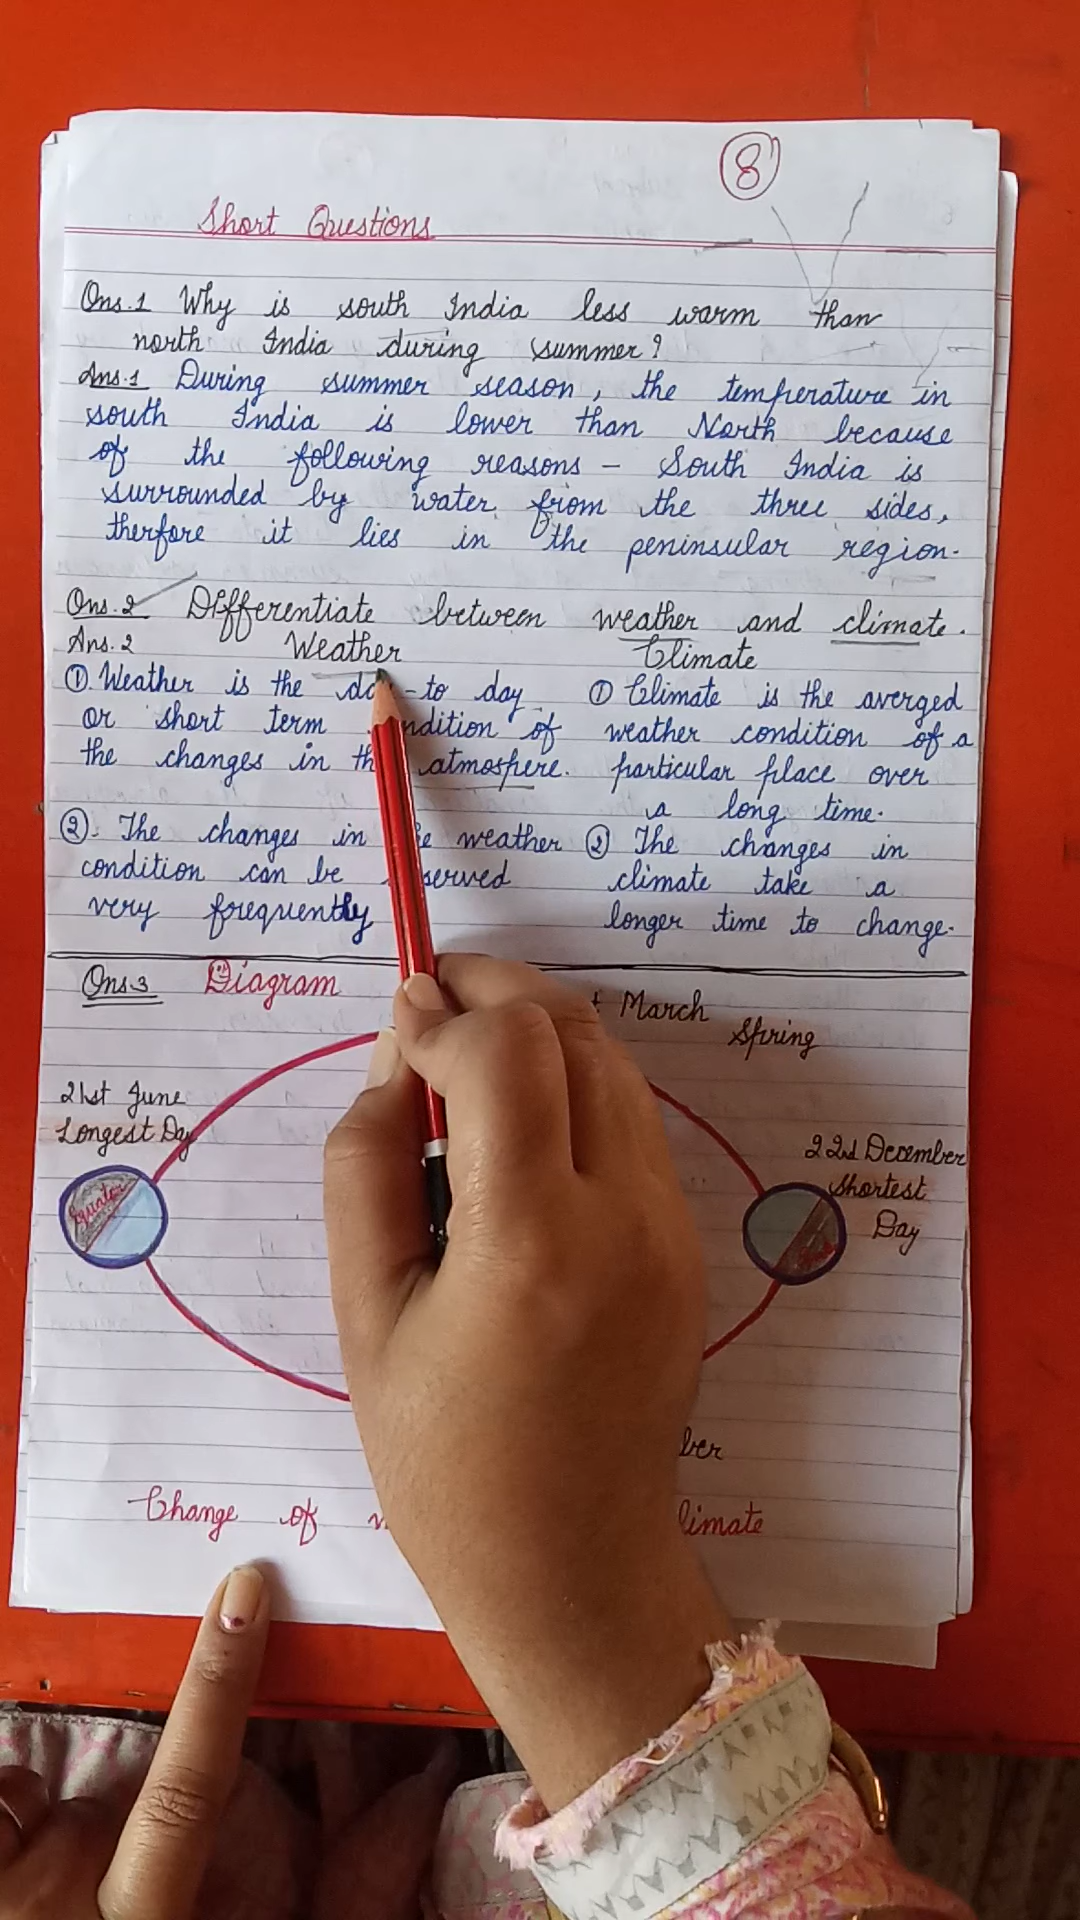 8
Short Questions
Qns.1 Why is south India less warm than
north India during summer?
Ans.1 During summer season, the temperature in
south India is lower than North because
of the following reasons - South India is
surrounded by water from the three sides,
therfore it lies in the peninsular region.
Qns.2 Differentiate between weather and climate.
Ans.2 Weather Climate
① Weather is the to day
or short term of
the changes in atmospere.
② The changes in weather
condition can be
very frequently
① Climate is the averged
weather condition of a
particular place over
a long time.
② The changes in
climate take a
longer time to change.
Qns.3 Diagram
March
Spring
21st June
Longest Day
Equator
22nd December
Shortest
Day
Change of